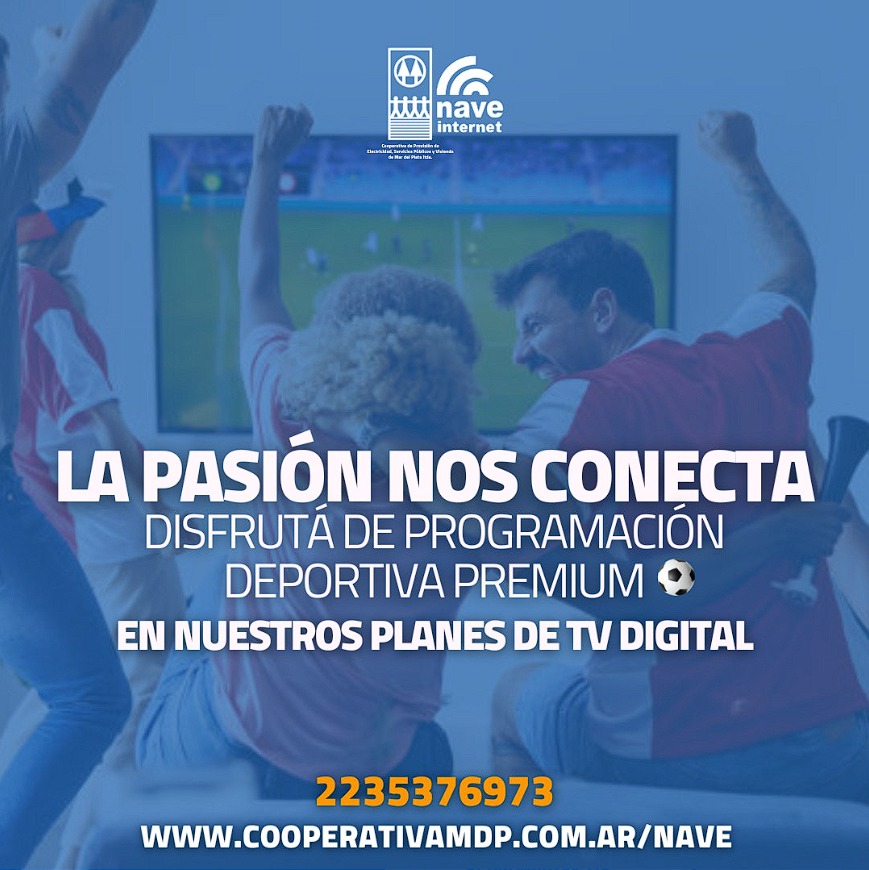 nave
internet
Cooperativa de Provisión de
Electricidad, Servicios Públicos y Vivienda
de Mar del Plata ltda.
LA PASIÓN NOS CONECTA
DISFRUTÁ DE PROGRAMACIÓN
DEPORTIVA PREMIUM
EN NUESTROS PLANES DE TV DIGITAL
2235376973
WWW.COOPERATIVAMDP.COM.AR/NAVE